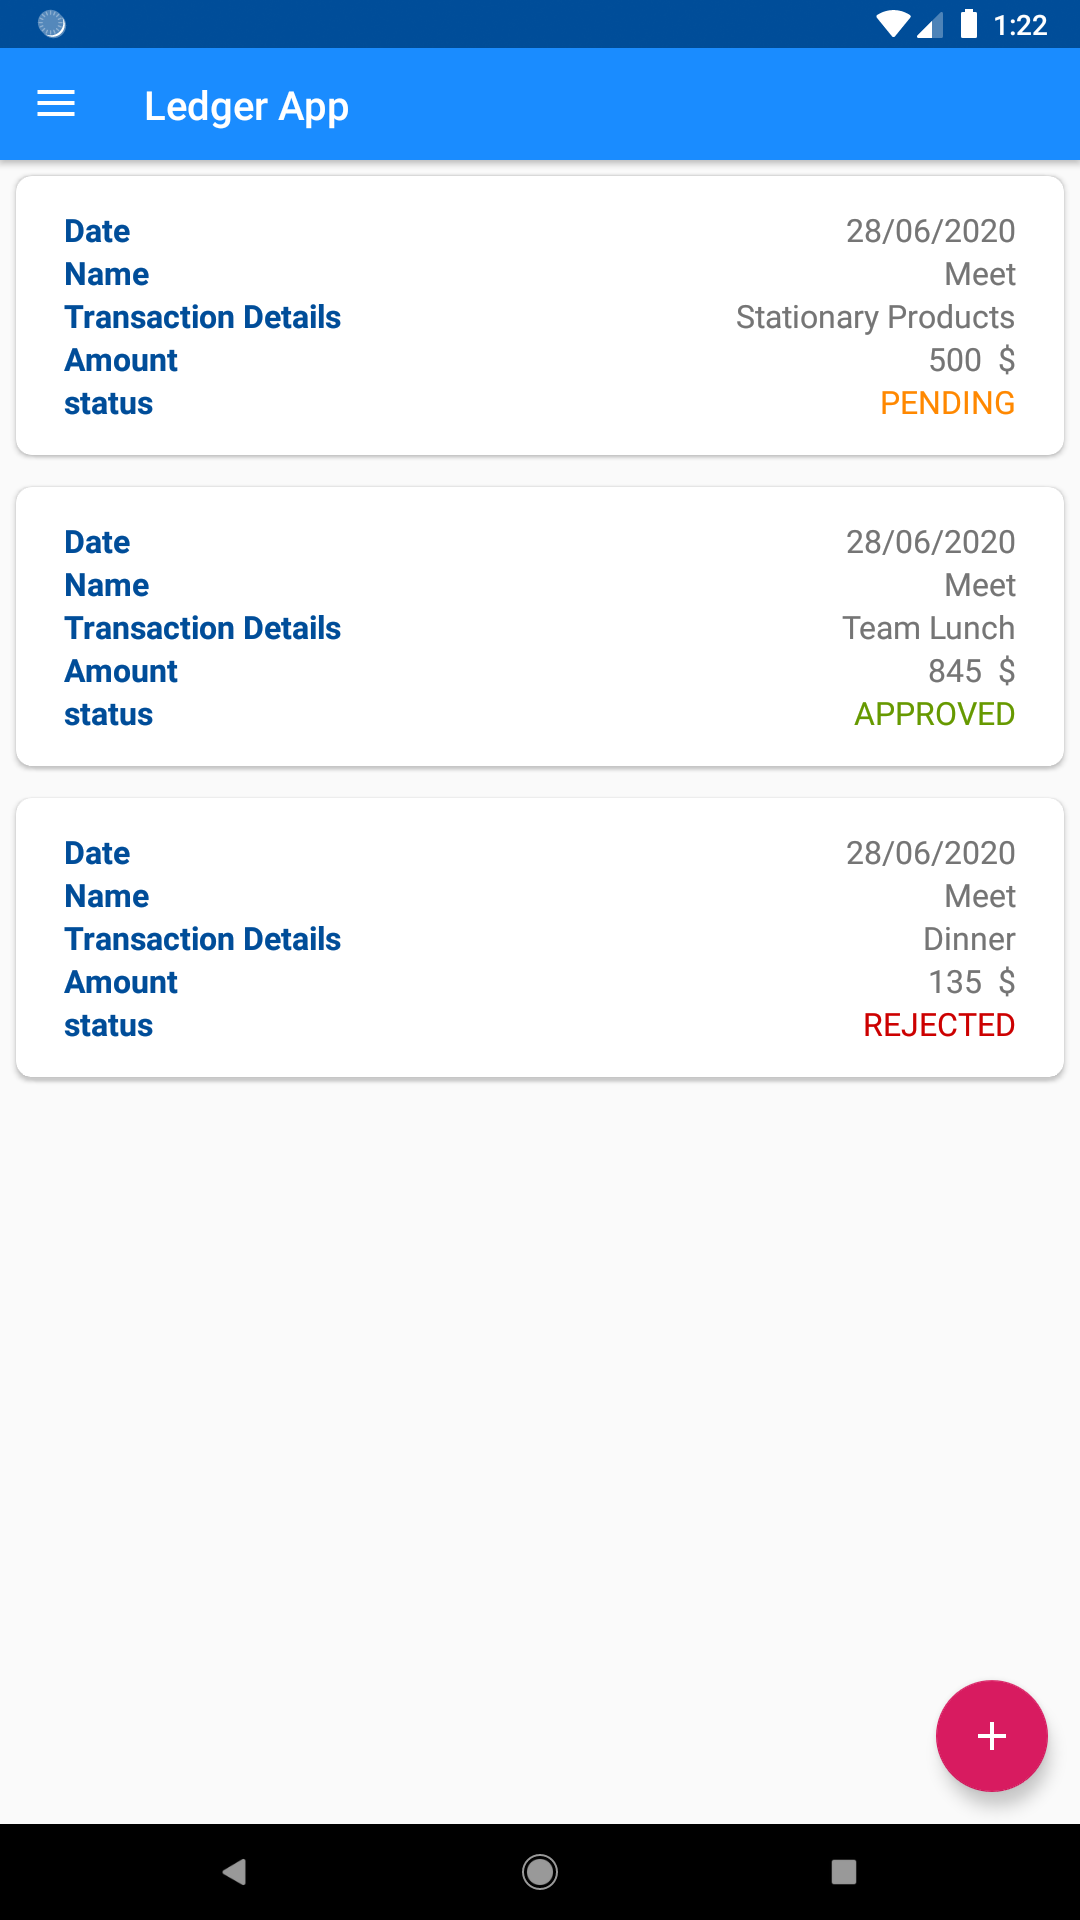 1:22
Ledger App
Date 28/06/2020
Name Meet
Transaction Details Stationary Products
Amount 500 $
status PENDING
Date 28/06/2020
Name Meet
Transaction Details Team Lunch
Amount 845 $
status APPROVED
Date 28/06/2020
Name Meet
Transaction Details Dinner
Amount 135 $
status REJECTED